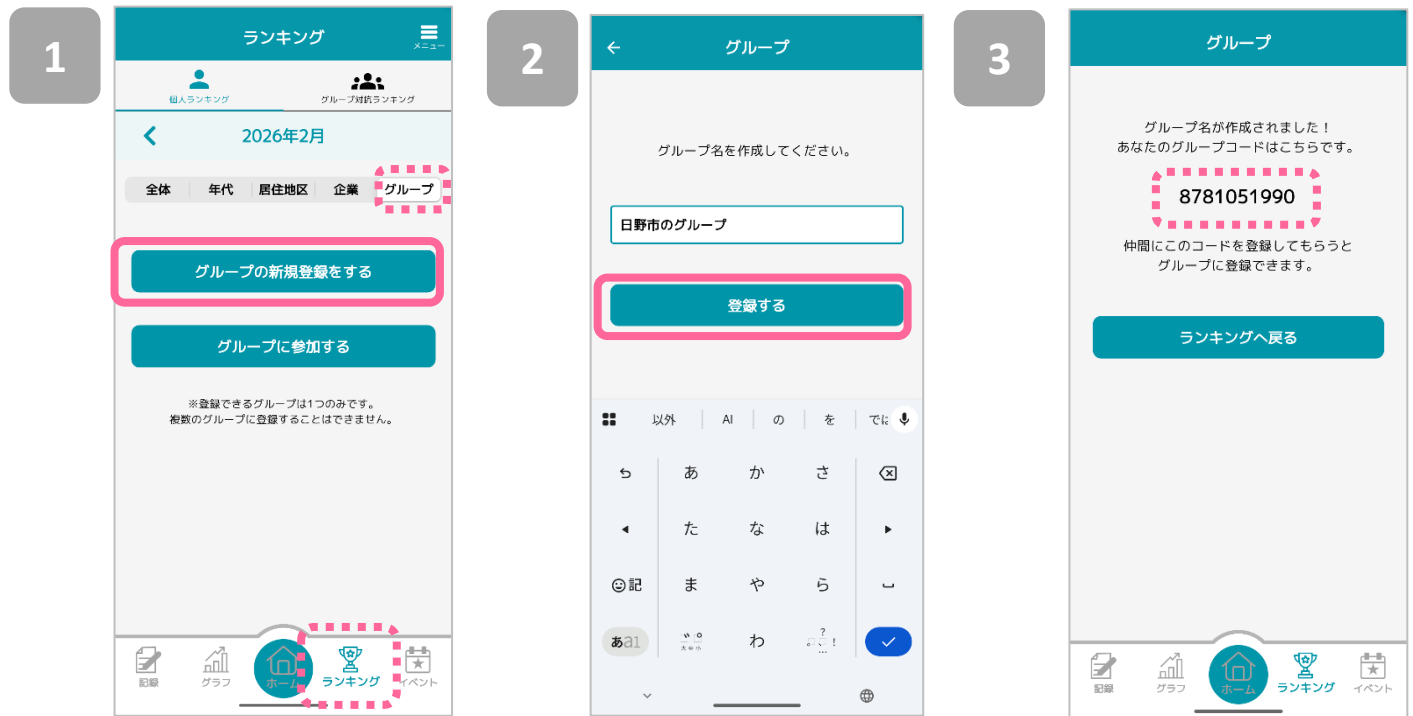 1
ランキング
メニュー
個人ランキング
グループ対抗ランキング
2026年2月
全体
年代
居住地区
企業
グループ
グループの新規登録をする
グループに参加する
※登録できるグループは1つのみです。
複数のグループに登録することはできません。
記録
グラフ
ホーム
ランキング
イベント
2
グループ
グループ名を作成してください。
日野市のグループ
登録する
以外
AI
の
を
では
あ
か
さ
た
な
は
記
ま
や
ら
あa1
大⇔小
わ
。?!、…
3
グループ
グループ名が作成されました！
あなたのグループコードはこちらです。
8781051990
仲間にこのコードを登録してもらうと
グループに登録できます。
ランキングへ戻る
記録
グラフ
ホーム
ランキング
イベント